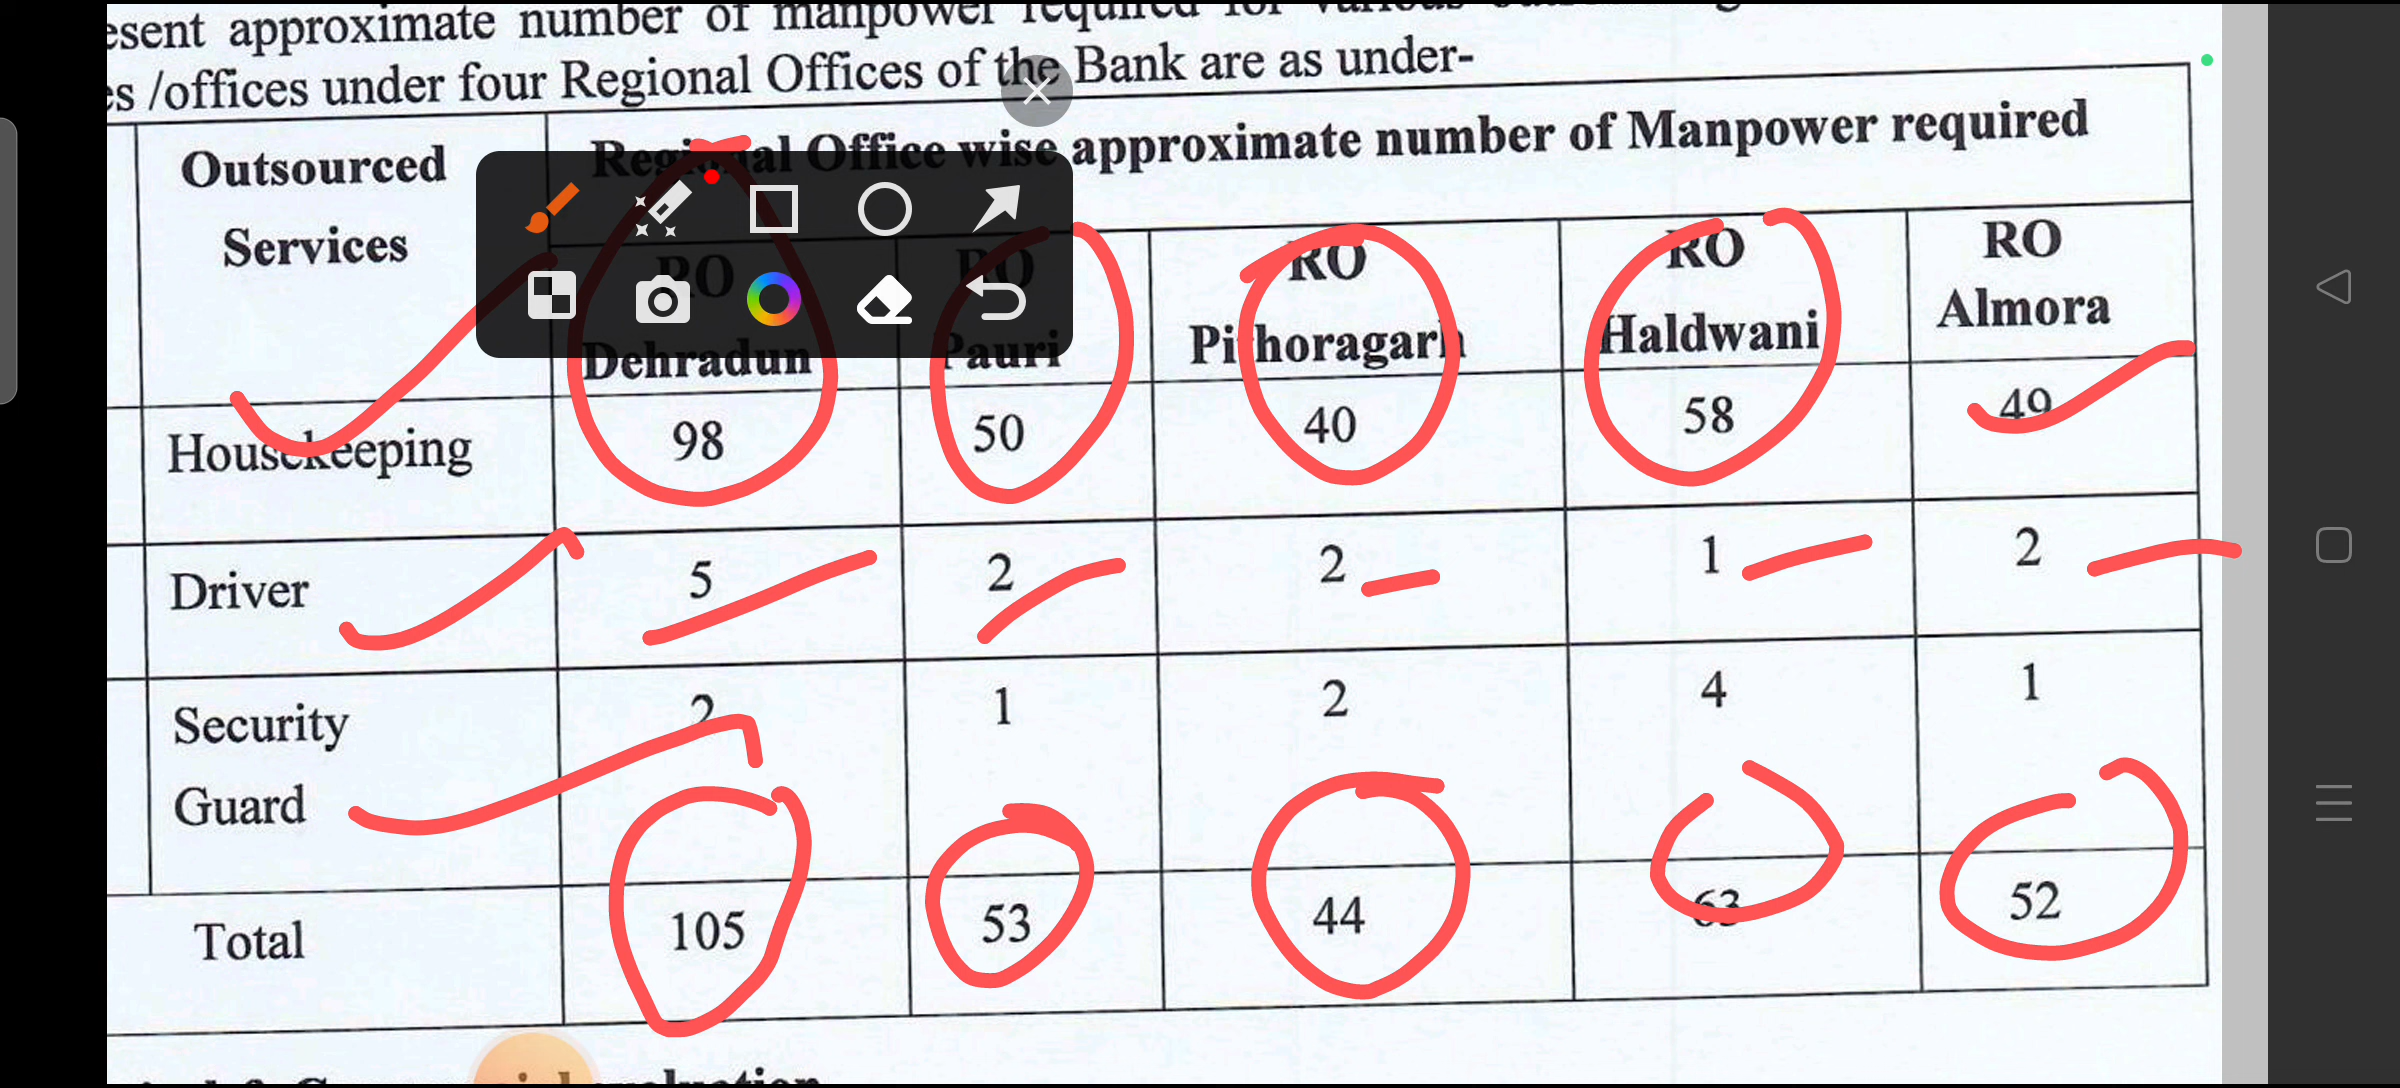 esent approximate number of manpower required for various
es /offices under four Regional Offices of the Bank are as under-
Outsourced Services
Regional Office wise approximate number of Manpower required
RO Dehradun
RO Pauri
RO Pithoragarh
RO Haldwani
RO Almora
Housekeeping 98 50 40 58 49
Driver 5 2 2 1 2
Security Guard 2 1 2 4 1
Total 105 53 44 63 52